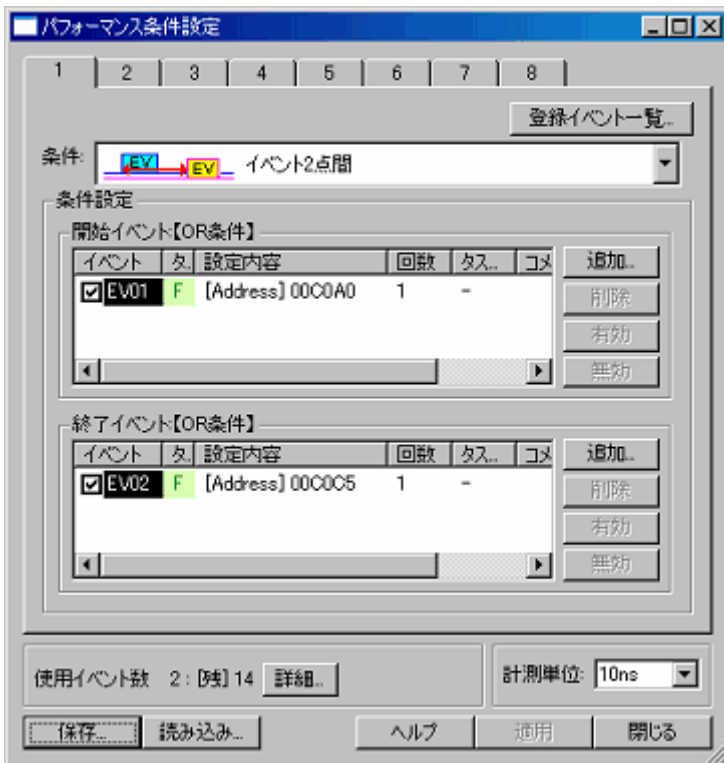 パフォーマンス条件設定
1 2 3 4 5 6 7 8
登録イベント一覧...
条件: EV EV イベント2点間
条件設定
開始イベント【OR条件】
イベント タ. 設定内容 回数 タス... コメ
EV01 F [Address] 00C0A0 1 -
追加...
削除
有効
無効
終了イベント【OR条件】
イベント タ. 設定内容 回数 タス... コメ
EV02 F [Address] 00C0C5 1 -
追加...
削除
有効
無効
使用イベント数 2 : [残] 14 詳細... 計測単位: 10ns
保存... 読み込み... ヘルプ 適用 閉じる